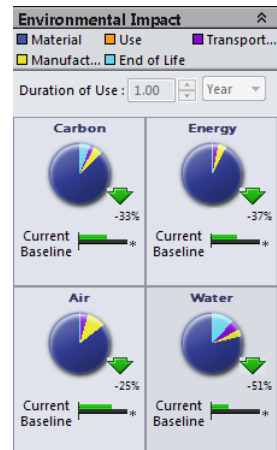 Environmental Impact
Material Use Transport...
Manufact... End of Life
Duration of Use : 1.00 Year
Carbon Energy
-33% -37%
Current Current
Baseline * Baseline *
Air Water
-25% -51%
Current Current
Baseline * Baseline *